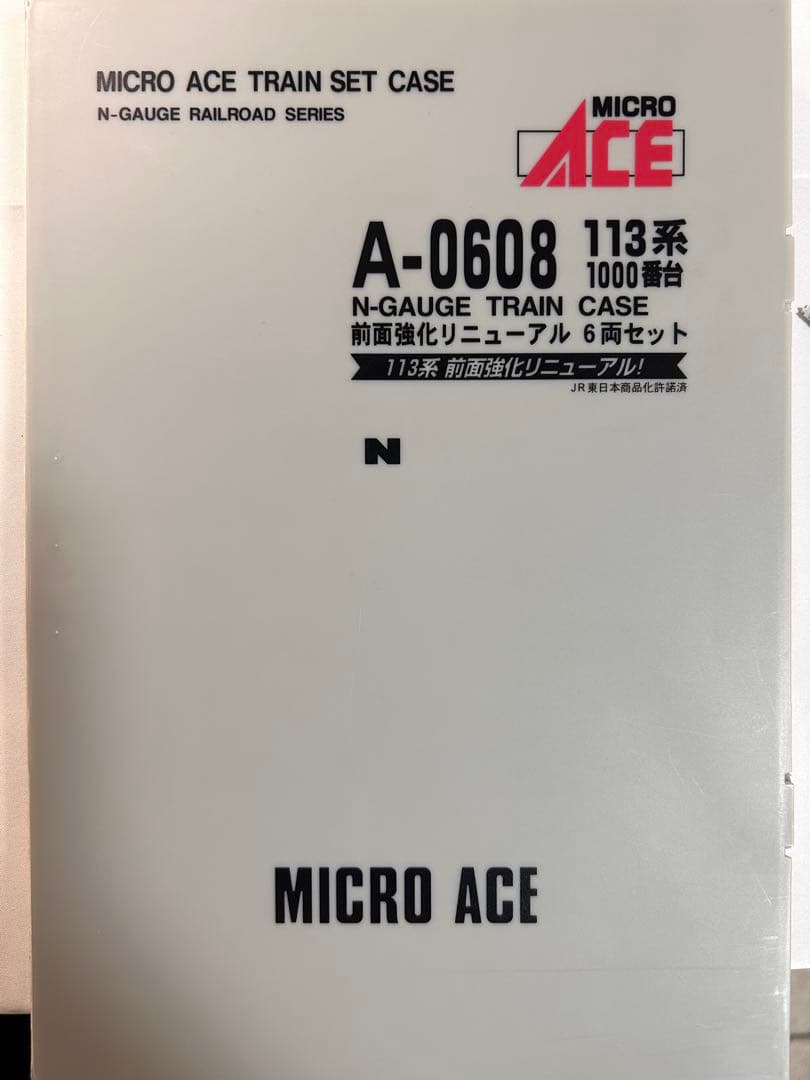 MICRO ACE TRAIN SET CASE
N-GAUGE RAILROAD SERIES
MICRO
ACE
A-0608 113系
1000番台
N-GAUGE TRAIN CASE
前面強化リニューアル 6両セット
113系 前面強化リニューアル!
JR東日本商品化許諾済
N
MICRO ACE